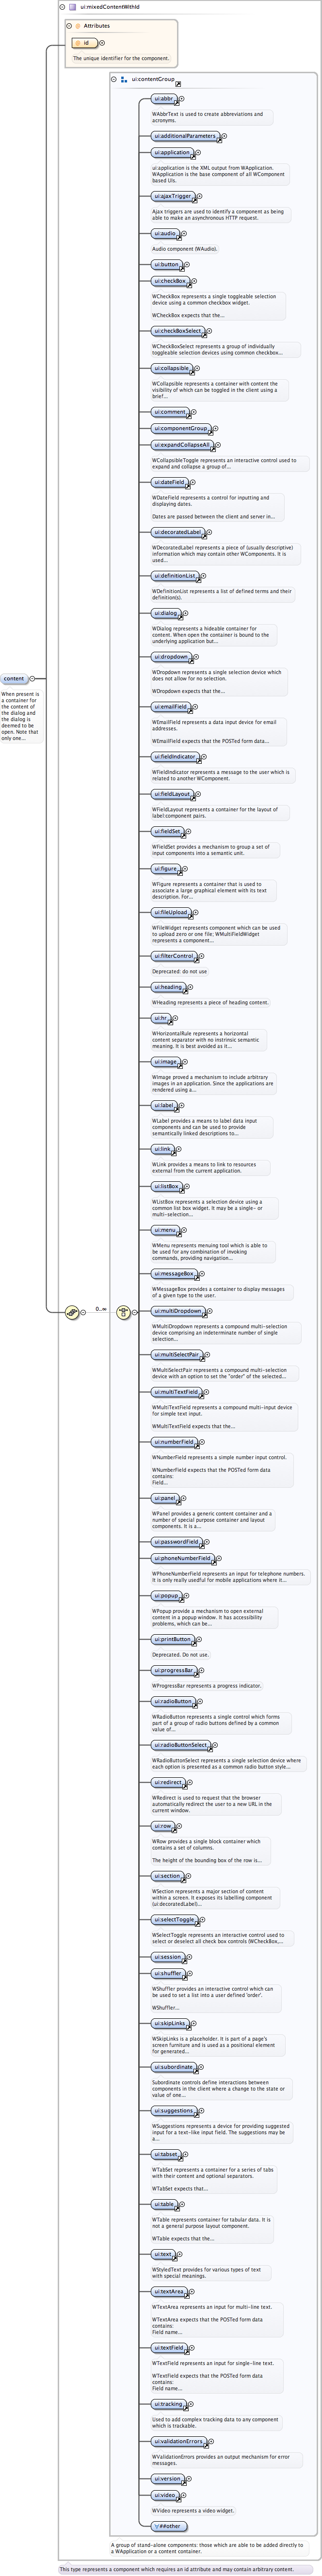 ui:mixedContentWithId
Attributes
id
The unique identifier for the component.
ui:contentGroup
ui:abbr
WAbbrText is used to create abbreviations and
acronyms.
ui:additionalParameters
ui:application
ui:application is the XML output from WApplication.
WApplication is the base component of all WComponent
based UIs.
ui:ajaxTrigger
Ajax triggers are used to identify a component as being
able to make an asynchronous HTTP request.
ui:audio
Audio component (WAudio).
ui:button
ui:checkBox
WCheckBox represents a single toggleable selection
device using a common checkbox widget.
WCheckBox expects that the...
ui:checkBoxSelect
WCheckBoxSelect represents a group of individually
toggleable selection devices using common checkbox...
ui:collapsible
WCollapsible represents a container with content the
visibility of which can be toggled in the client using a
brief...
ui:comment
ui:componentGroup
ui:expandCollapseAll
WCollapsibleToggle represents an interactive control used to
expand and collapse a group of...
ui:dateField
WDateField represents a control for inputting and
displaying dates.
Dates are passed between the client and server in...
ui:decoratedLabel
WDecoratedLabel represents a piece of (usually descriptive)
information which may contain other WComponents. It is
used...
ui:definitionList
WDefinitionList represents a list of defined terms and their
definition(s).
ui:dialog
WDialog represents a hideable container for
content. When open the container is bound to the
underlying application but...
ui:dropdown
WDropdown represents a single selection device which
does not allow for no selection.
WDropdown expects that the...
content
When present is
a container for
the content of
the dialog and
the dialog is
deemed to be
open. Note that
only one...
ui:emailField
WEmailField represents a data input device for email
addresses.
WEmailField expects that the POSTed form data...
ui:fieldIndicator
WFieldIndicator represents a message to the user which is
related to another WComponent.
ui:fieldLayout
WFieldLayout represents a container for the layout of
label:component pairs.
ui:fieldSet
WFieldSet provides a mechanism to group a set of
input components into a semantic unit.
ui:figure
WFigure represents a container that is used to
associate a large graphical element with its text
description. For...
ui:fileUpload
WFileWidget represents component which can be used
to upload zero or one file; WMultiFieldWidget
represents a component...
ui:filterControl
Deprecated: do not use
ui:heading
WHeading represents a piece of heading content.
ui:hr
WHorizontalRule represents a horizontal
content separator with no instrinsic semantic
meaning. It is best avoided as it...
ui:image
WImage proved a mechanism to include arbitrary
images in an application. Since the applications are
rendered using a...
ui:label
WLabel provides a means to label data input
components and can be used to provide
semantically linked descriptions to...
ui:link
WLink provides a means to link to resources
external from the current application.
ui:listBox
WListBox represents a selection device using a
common list box widget. It may be a single- or
multi-selection...
ui:menu
WMenu represents menuing tool which is able to
be used for any combination of invoking
commands, providing navigation...
ui:messageBox
WMessageBox provides a container to display messages
of a given type to the user.
0..∞
ui:multiDropdown
WMultiDropdown represents a compound multi-selection
device comprising an indeterminate number of single
selection...
ui:multiSelectPair
WMultiSelectPair represents a compound multi-selection
device with an option to set the "order" of the selected...
ui:multiTextField
WMultiTextField represents a compound multi-input device
for simple text input.
WMultiTextField expects that the...
ui:numberField
WNumberField represents a simple number input control.
WNumberField expects that the POSTed form data
contains:
Field...
ui:panel
WPanel provides a generic content container and a
number of special purpose container and layout
components. It is a...
ui:passwordField
ui:phoneNumberField
WPhoneNumberField represents an input for telephone numbers.
It is only really usedful for mobile applications where it...
ui:popup
WPopup provide a mechanism to open external
content in a popup window. It has accessibility
problems, which can be...
ui:printButton
Deprecated. Do not use.
ui:progressBar
WProgressBar represents a progress indicator.
ui:radioButton
WRadioButton represents a single control which forms
part of a group of radio buttons defined by a common
value of...
ui:radioButtonSelect
WRadioButtonSelect represents a single selection device where
each option is presented as a common radio button style...
ui:redirect
WRedirect is used to request that the browser
automatically redirect the user to a new URL in the
current window.
ui:row
WRow provides a single block container which
contains a set of columns.
The height of the bounding box of the row is...
ui:section
WSection represents a major section of content
within a screen. It exposes its labelling component
(ui:decoratedLabel)...
ui:selectToggle
WSelectToggle represents an interactive control used to
select or deselect all check box controls (WCheckBox,...
ui:session
ui:shuffler
WShuffler provides an interactive control which can
be used to set a list into a user defined 'order'.
WShuffler...
ui:skipLinks
WSkipLinks is a placeholder. It is part of a page's
screen furniture and is used as a positional element
for generated...
ui:subordinate
Subordinate controls define interactions between
components in the client where a change to the state or
value of one...
ui:suggestions
WSuggestions represents a device for providing suggested
input for a text-like input field. The suggestions may be
a...
ui:tabset
WTabSet represents a container for a series of tabs
with their content and optional separators.
WTabSet expects that...
ui:table
WTable represents container for tabular data. It is
not a general purpose layout component.
WTable expects that the...
ui:text
WStyledText provides for various types of text
with special meanings.
ui:textArea
WTextArea represents an input for multi-line text.
WTextArea expects that the POSTed form data
contains:
Field name...
ui:textField
WTextField represents an input for single-line text.
WTextField expects that the POSTed form data
contains:
Field name...
ui:tracking
Used to add complex tracking data to any component
which is trackable.
ui:validationErrors
WValidationErrors provides an output mechanism for error
messages.
ui:version
ui:video
WVideo represents a video widget.
##other
A group of stand-alone components: those which are able to be added directly to
a WApplication or a content container.
This type represents a component which requires an id attribute and may contain arbitrary content.